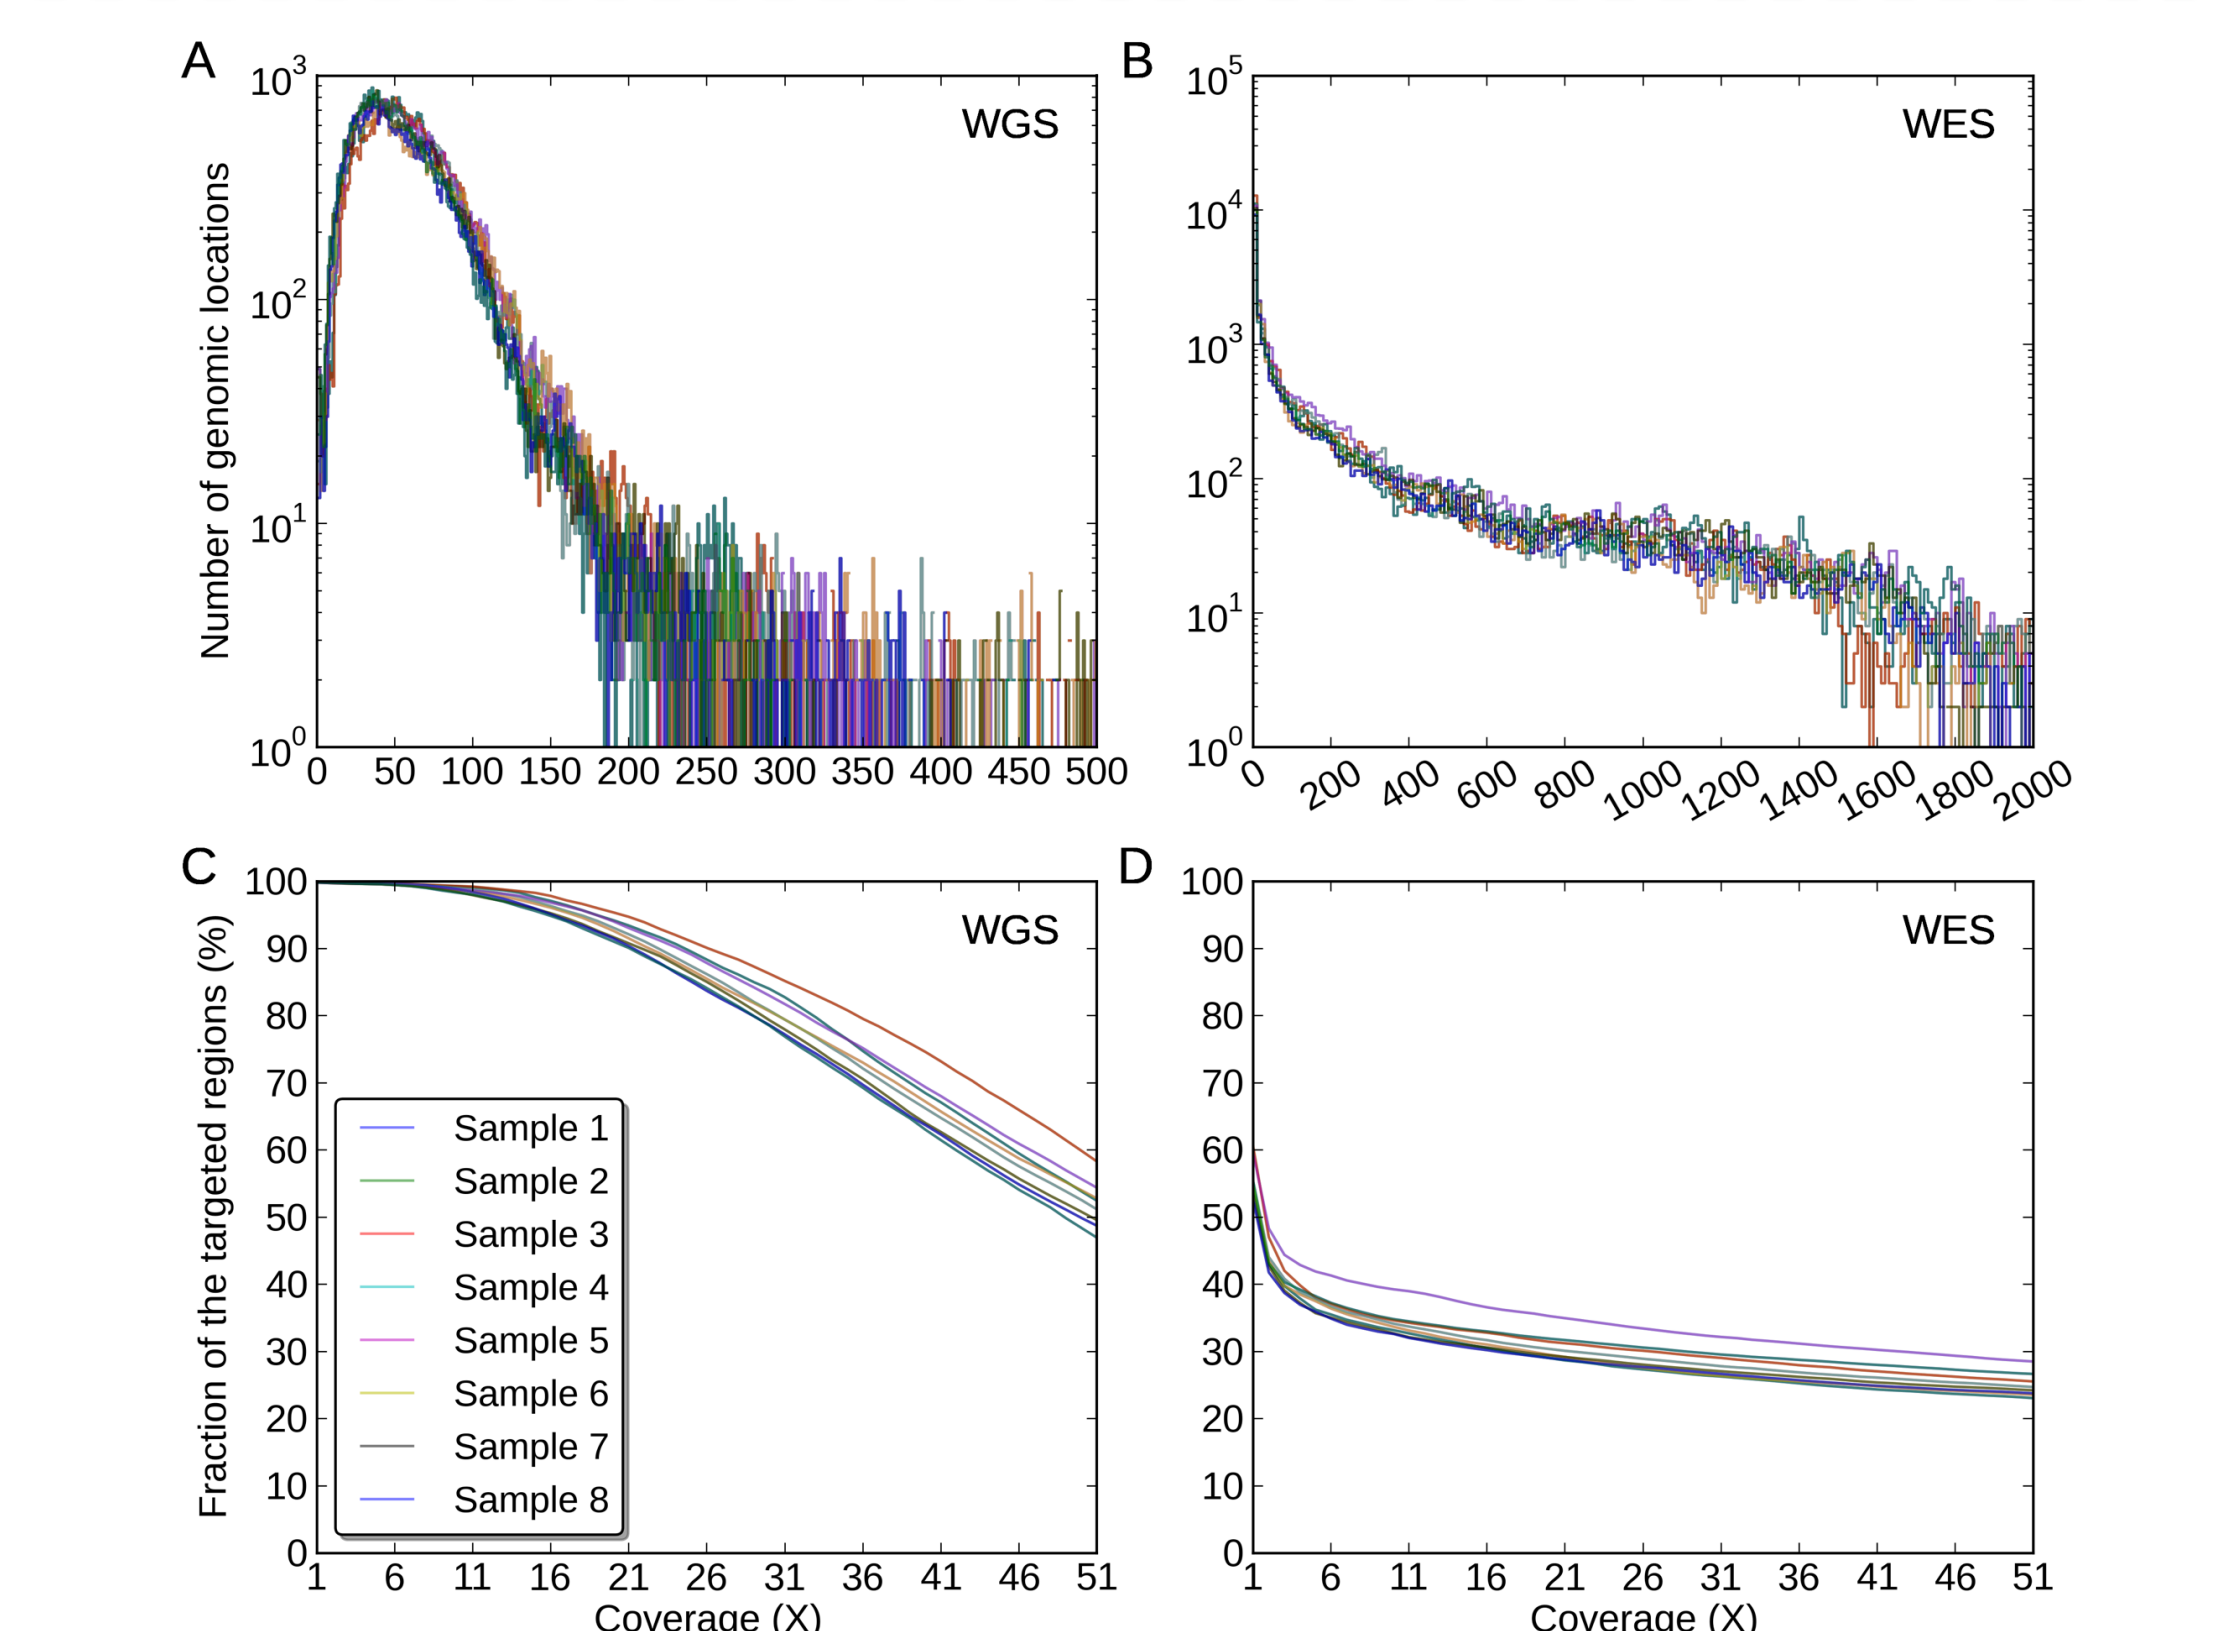 A
B
10^3
10^2
10^1
10^0
Number of genomic locations
WGS
0 50 100 150 200 250 300 350 400 450 500
10^5
10^4
10^3
10^2
10^1
10^0
WES
0 200 400 600 800 1000 1200 1400 1600 1800 2000
C
D
100
90
80
70
60
50
40
30
20
10
0
Fraction of the targeted regions (%)
WGS
Sample 1
Sample 2
Sample 3
Sample 4
Sample 5
Sample 6
Sample 7
Sample 8
1 6 11 16 21 26 31 36 41 46 51
Coverage (X)
100
90
80
70
60
50
40
30
20
10
0
WES
1 6 11 16 21 26 31 36 41 46 51
Coverage (X)